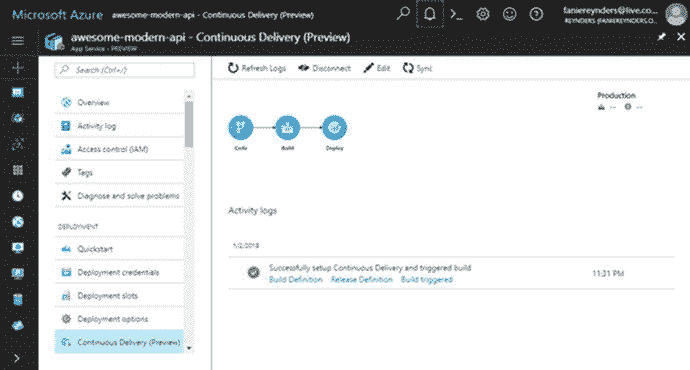 Microsoft Azure awesome-modern-api - Continuous Delivery (Preview)
faniereynders@live.co...
REYNDERS (FANIEREYNDERS...
awesome-modern-api - Continuous Delivery (Preview)
App Service - PREVIEW
Search (Ctrl+/)
Refresh Logs Disconnect Edit Sync
Overview
Activity log
Access control (IAM)
Tags
Diagnose and solve problems
DEPLOYMENT
Quickstart
Deployment credentials
Deployment slots
Deployment options
Continuous Delivery (Preview)
Production
-- --
Code Build Deploy
Activity logs
1/2/2018
Successfully setup Continuous Delivery and triggered build
11:31 PM
Build Definition Release Definition Build triggered